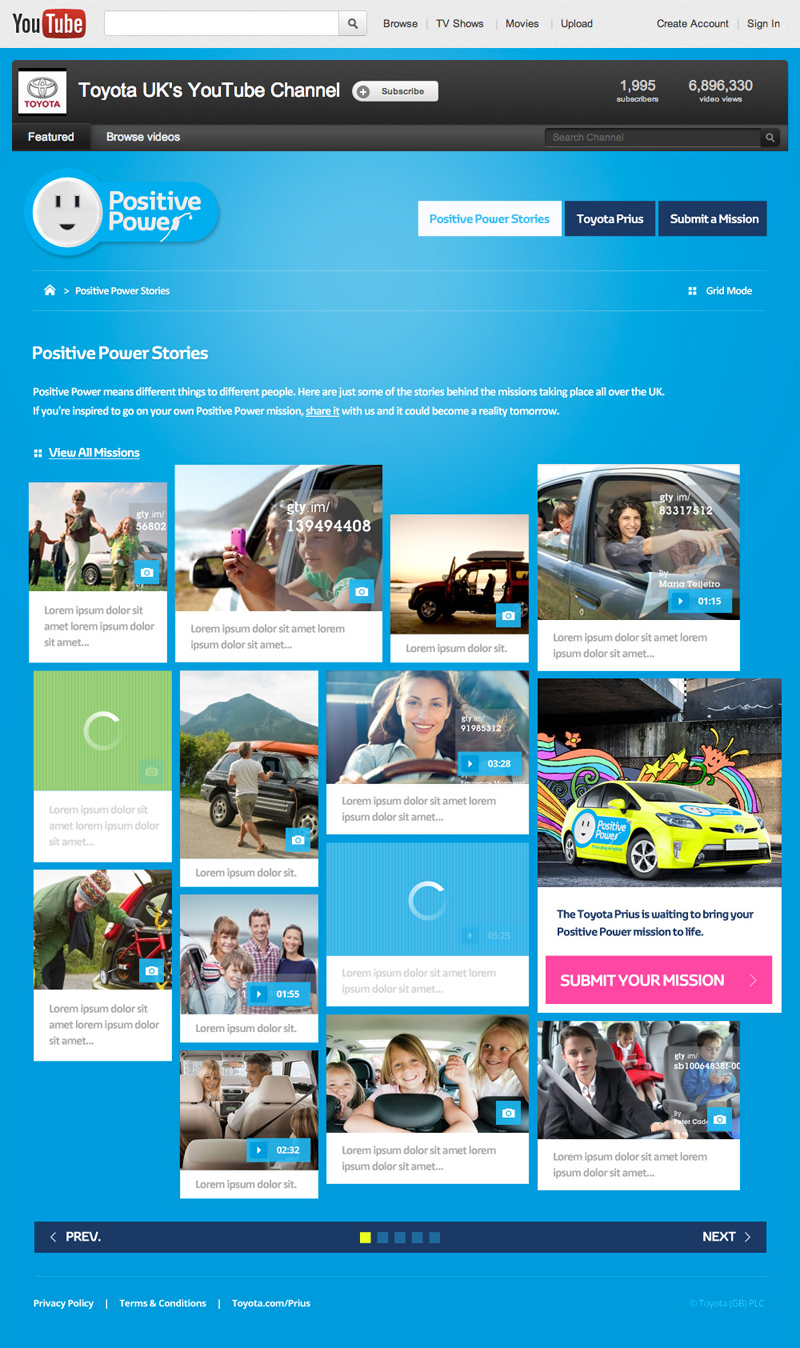 YouTube
Browse | TV Shows | Movies | Upload
Create Account | Sign In
TOYOTA
Toyota UK's YouTube Channel
Subscribe
1,995
subscribers
6,896,330
video views
Featured
Browse videos
Search Channel
Positive
Power
Positive Power Stories
Toyota Prius
Submit a Mission
> Positive Power Stories
Grid Mode
Positive Power Stories
Positive Power means different things to different people. Here are just some of the stories behind the missions taking place all over the UK.
If you're inspired to go on your own Positive Power mission, share it with us and it could become a reality tomorrow.
View All Missions
gty.im/
56802
Lorem ipsum dolor sit
amet lorem ipsum dolor
sit amet...
gty.im/
139494408
Lorem ipsum dolor sit amet lorem
ipsum dolor sit amet...
Lorem ipsum dolor sit.
gty.im/
83317512
By
Maria Teijeiro
01:15
Lorem ipsum dolor sit amet lorem
ipsum dolor sit amet...
Lorem ipsum dolor sit
amet lorem ipsum dolor
sit amet...
Lorem ipsum dolor sit.
gty.im/
91985312
03:28
Lorem ipsum dolor sit amet lorem
ipsum dolor sit amet...
Positive
Power
The Toyota Prius is waiting to bring your
Positive Power mission to life.
SUBMIT YOUR MISSION
Lorem ipsum dolor sit
amet lorem ipsum dolor
sit amet...
01:55
Lorem ipsum dolor sit.
05:25
Lorem ipsum dolor sit amet lorem
ipsum dolor sit amet...
02:32
Lorem ipsum dolor sit.
Lorem ipsum dolor sit amet lorem
ipsum dolor sit amet...
gty.im/
sb10064838f-00
By
Peter Cade
Lorem ipsum dolor sit amet lorem
ipsum dolor sit amet...
PREV.
NEXT
Privacy Policy | Terms & Conditions | Toyota.com/Prius
© Toyota (GB) PLC